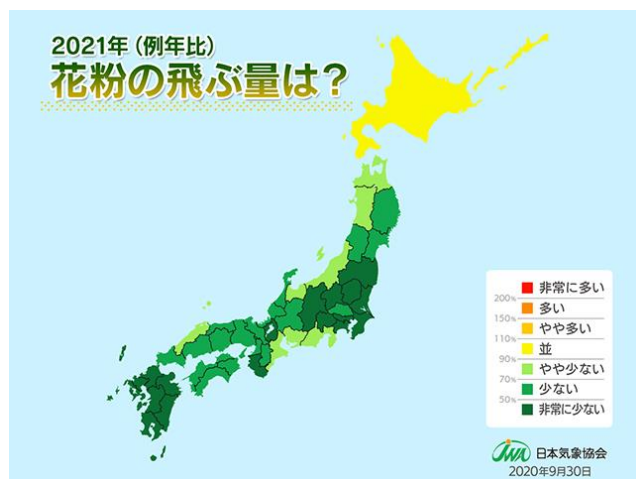 2021年（例年比）
花粉の飛ぶ量は？
非常に多い
200%
多い
150%
やや多い
110%
並
90%
やや少ない
70%
少ない
50%
非常に少ない
JWA 日本気象協会
2020年9月30日